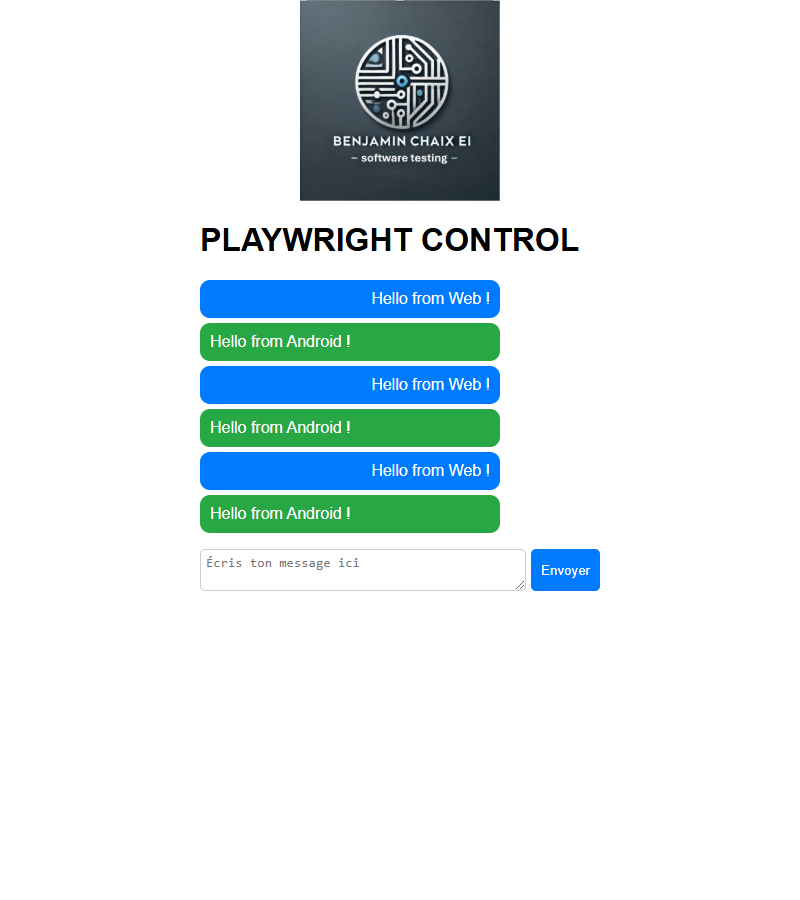 BENJAMIN CHAIX EI
– software testing –
PLAYWRIGHT CONTROL
Hello from Web !
Hello from Android !
Hello from Web !
Hello from Android !
Hello from Web !
Hello from Android !
Écris ton message ici
Envoyer